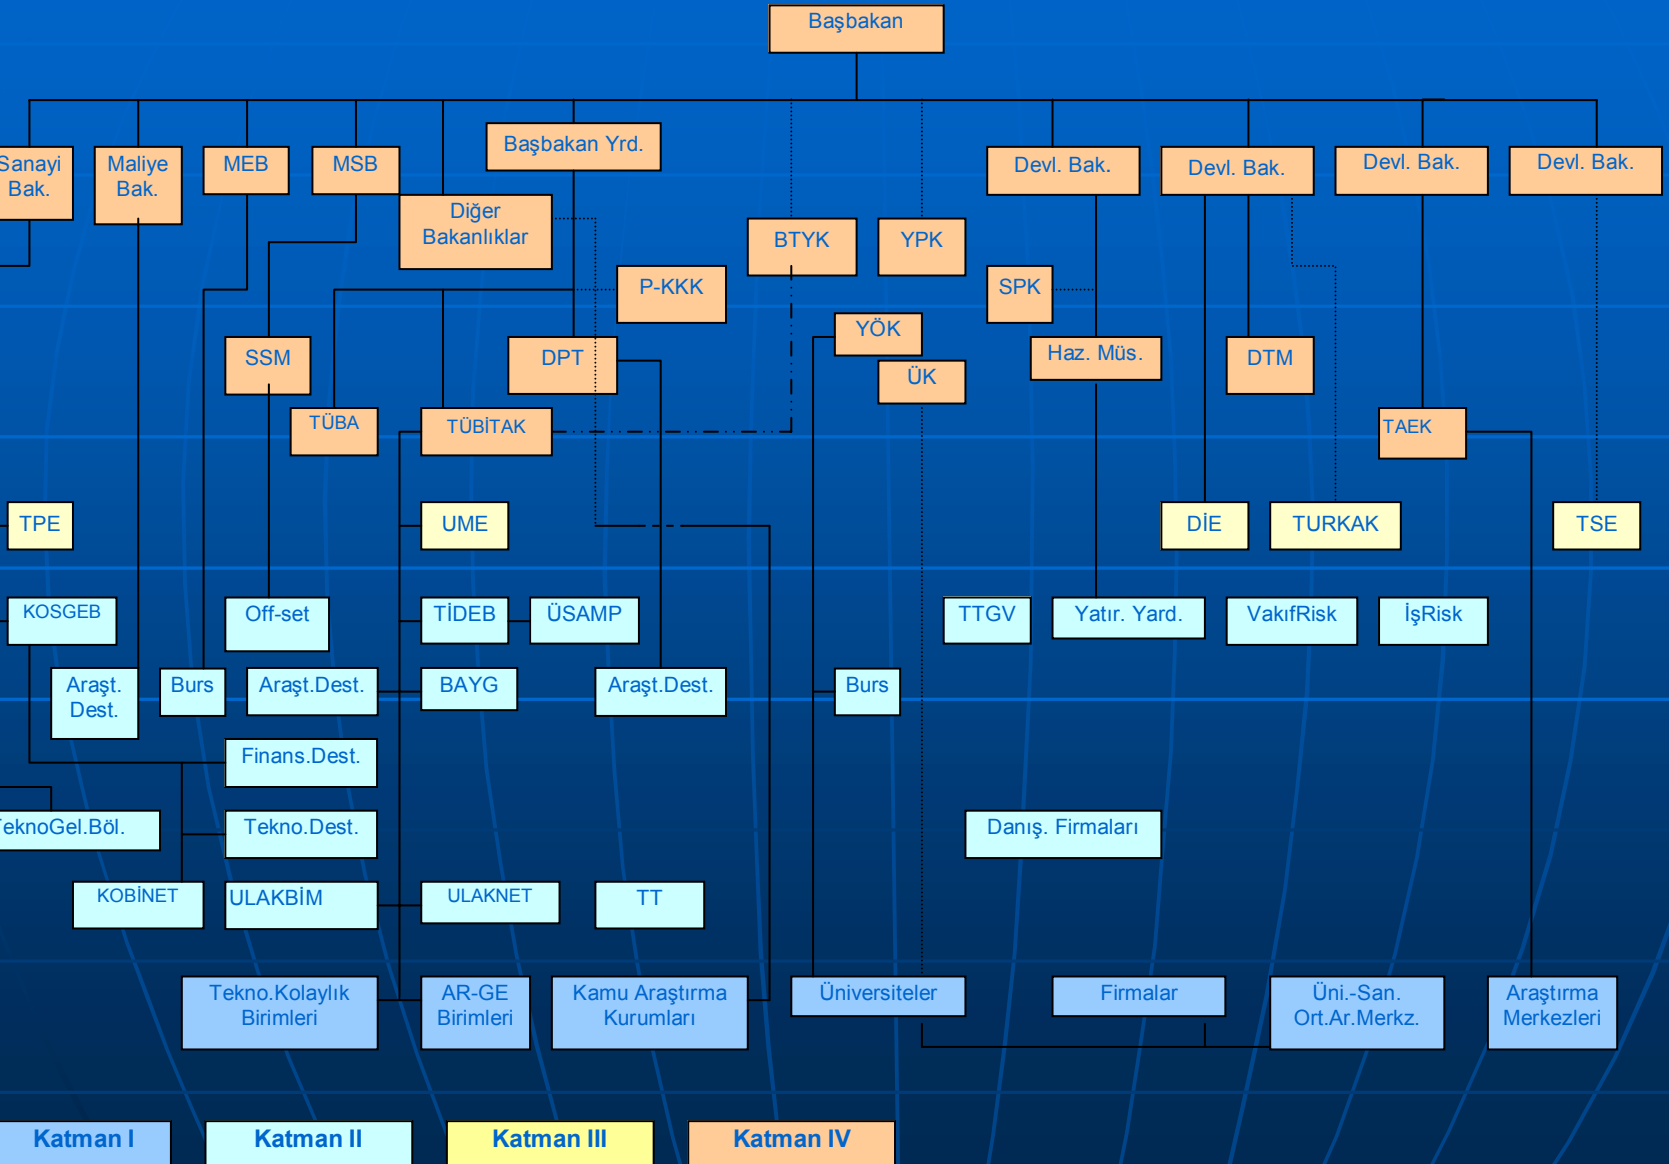 Başbakan
Başbakan Yrd.
Sanayi
Bak.
Maliye
Bak.
MEB
MSB
Devl. Bak.
Devl. Bak.
Devl. Bak.
Devl. Bak.
Diğer
Bakanlıklar
BTYK
YPK
P-KKK
SPK
YÖK
SSM
DPT
ÜK
Haz. Müs.
DTM
TÜBA
TÜBİTAK
TAEK
TPE
UME
DİE
TURKAK
TSE
KOSGEB
Off-set
TİDEB
ÜSAMP
TTGV
Yatır. Yard.
VakıfRisk
İşRisk
Araşt.
Dest.
Burs
Araşt.Dest.
BAYG
Araşt.Dest.
Burs
Finans.Dest.
TeknoGel.Böl.
Tekno.Dest.
Danış. Firmaları
KOBİNET
ULAKBİM
ULAKNET
TT
Tekno.Kolaylık
Birimleri
AR-GE
Birimleri
Kamu Araştırma
Kurumları
Üniversiteler
Firmalar
Üni.-San.
Ort.Ar.Merkz.
Araştırma
Merkezleri
Katman I
Katman II
Katman III
Katman IV